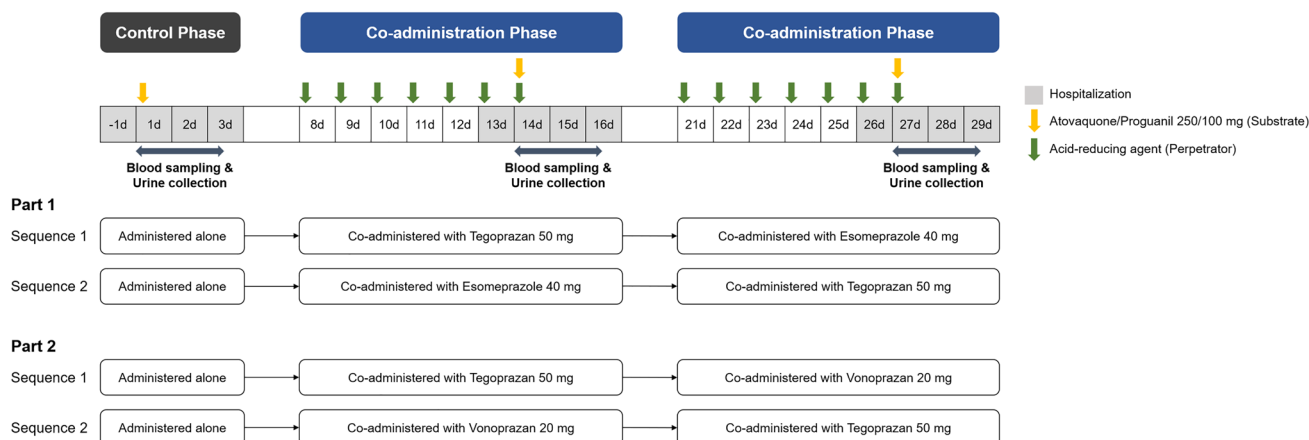 Control Phase
Co-administration Phase
Co-administration Phase
-1d 1d 2d 3d
8d 9d 10d 11d 12d 13d 14d 15d 16d
21d 22d 23d 24d 25d 26d 27d 28d 29d
Blood sampling &
Urine collection
Blood sampling &
Urine collection
Blood sampling &
Urine collection
Hospitalization
Atovaquone/Proguanil 250/100 mg (Substrate)
Acid-reducing agent (Perpetrator)
Part 1
Sequence 1 Administered alone Co-administered with Tegoprazan 50 mg Co-administered with Esomeprazole 40 mg
Sequence 2 Administered alone Co-administered with Esomeprazole 40 mg Co-administered with Tegoprazan 50 mg
Part 2
Sequence 1 Administered alone Co-administered with Tegoprazan 50 mg Co-administered with Vonoprazan 20 mg
Sequence 2 Administered alone Co-administered with Vonoprazan 20 mg Co-administered with Tegoprazan 50 mg